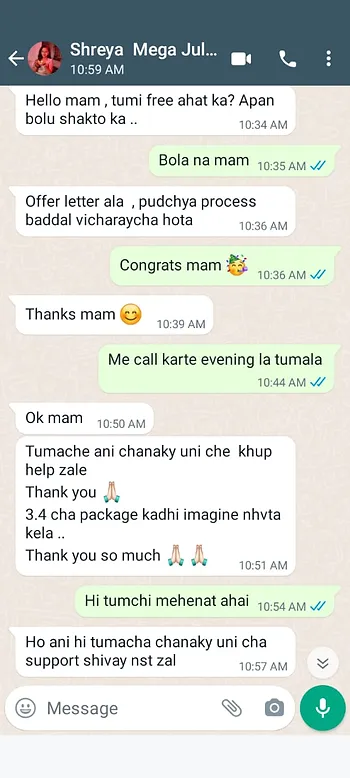 Shreya Mega Jul...
10:59 AM
Hello mam , tumi free ahat ka? Apan
bolu shakto ka ..
10:34 AM
Bola na mam
10:35 AM
Offer letter ala , pudchya process
baddal vicharaycha hota
10:36 AM
Congrats mam 🥳
10:36 AM
Thanks mam 😊
10:39 AM
Me call karte evening la tumala
10:44 AM
Ok mam
10:50 AM
Tumache ani chanaky uni che khup
help zale
Thank you 🙏🏻
3.4 cha package kadhi imagine nhvta
kela ..
Thank you so much 🙏🏻🙏🏻
10:51 AM
Hi tumchi mehenat ahai
10:54 AM
Ho ani hi tumacha chanaky uni cha
support shivay nst zal
10:57 AM
Message